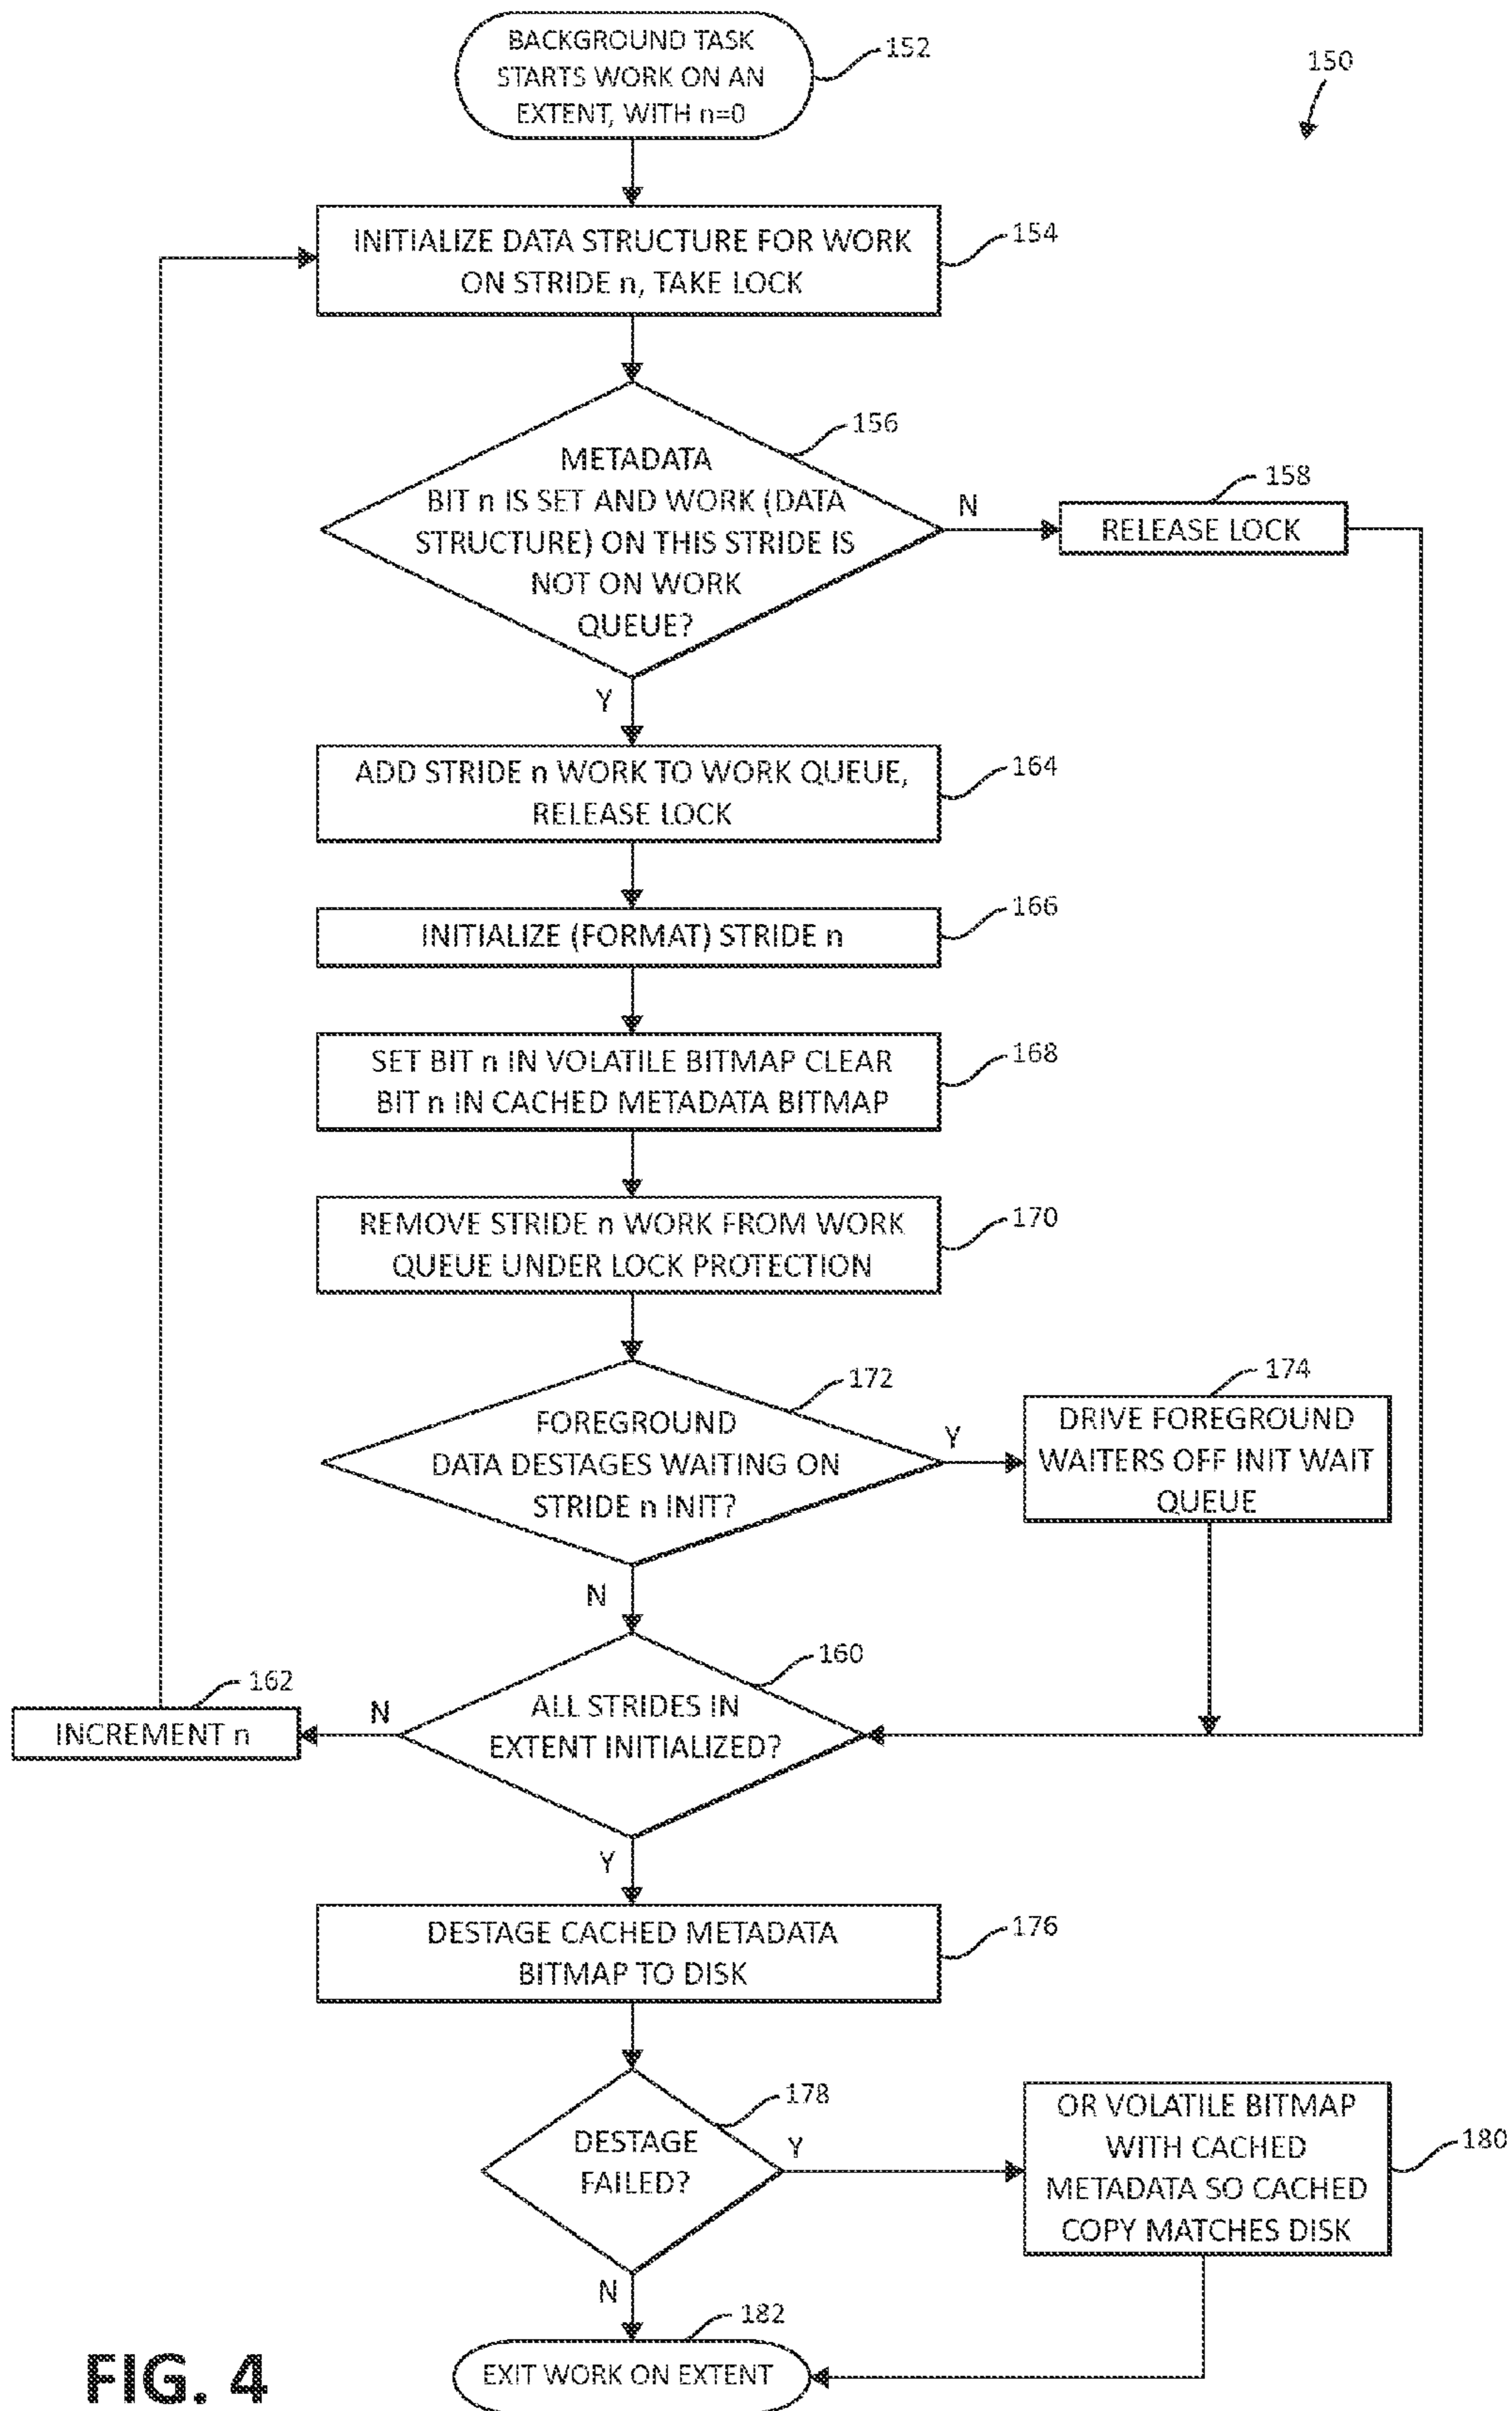 BACKGROUND TASK
STARTS WORK ON AN
EXTENT, WITH n=0
152
150
INITIALIZE DATA STRUCTURE FOR WORK
ON STRIDE n, TAKE LOCK
154
METADATA
BIT n IS SET AND WORK (DATA
STRUCTURE) ON THIS STRIDE IS
NOT ON WORK
QUEUE?
156
N
158
RELEASE LOCK
Y
ADD STRIDE n WORK TO WORK QUEUE,
RELEASE LOCK
164
INITIALIZE (FORMAT) STRIDE n
166
SET BIT n IN VOLATILE BITMAP CLEAR
BIT n IN CACHED METADATA BITMAP
168
REMOVE STRIDE n WORK FROM WORK
QUEUE UNDER LOCK PROTECTION
170
FOREGROUND
DATA DESTAGES WAITING ON
STRIDE n INIT?
172
Y
174
DRIVE FOREGROUND
WAITERS OFF INIT WAIT
QUEUE
N
160
ALL STRIDES IN
EXTENT INITIALIZED?
N
162
INCREMENT n
Y
DESTAGE CACHED METADATA
BITMAP TO DISK
176
DESTAGE
FAILED?
178
Y
OR VOLATILE BITMAP
WITH CACHED
METADATA SO CACHED
COPY MATCHES DISK
180
N
182
EXIT WORK ON EXTENT
FIG. 4